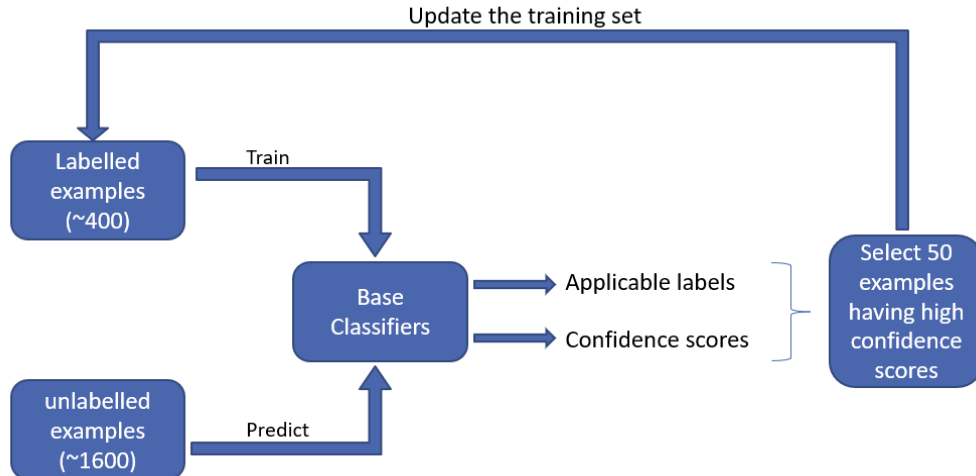 Update the training set
Labelled
examples
(~400)
Train
Base
Classifiers
Applicable labels
Confidence scores
Select 50
examples
having high
confidence
scores
unlabelled
examples
(~1600)
Predict